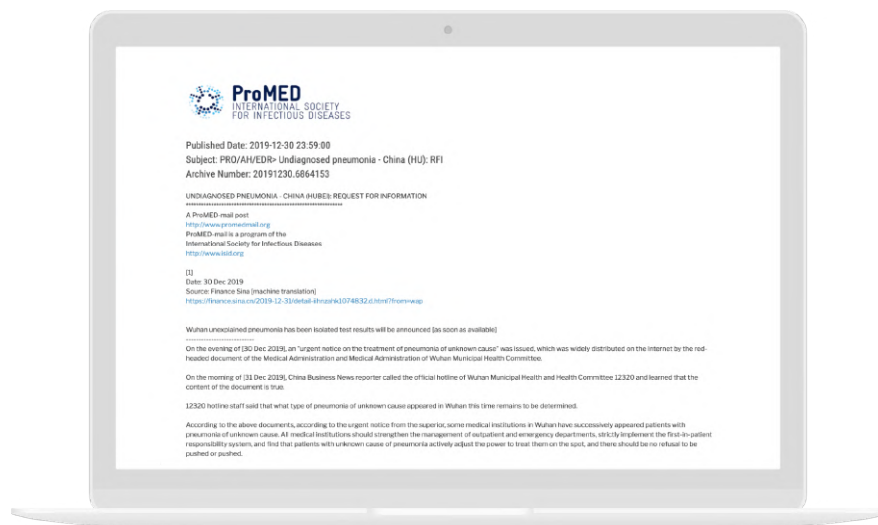 ProMED
INTERNATIONAL SOCIETY
FOR INFECTIOUS DISEASES
Published Date: 2019-12-30 23:59:00
Subject: PRO/AH/EDR> Undiagnosed pneumonia - China (HU): RFI
Archive Number: 20191230.6864153
UNDIAGNOSED PNEUMONIA - CHINA (HUBEI): REQUEST FOR INFORMATION
**********************************************************
A ProMED-mail post
http://www.promedmail.org
ProMED-mail is a program of the
International Society for Infectious Diseases
http://www.isid.org
[1]
Date: 30 Dec 2019
Source: Finance Sina [machine translation]
https://finance.sina.cn/2019-12-31/detail-iihnzahk1074832.d.html?from=wap
Wuhan unexplained pneumonia has been isolated test results will be announced [as soon as available]
----------------------------
On the evening of [30 Dec 2019], an "urgent notice on the treatment of pneumonia of unknown cause" was issued, which was widely distributed on the Internet by the red-
headed document of the Medical Administration and Medical Administration of Wuhan Municipal Health Committee.
On the morning of [31 Dec 2019], China Business News reporter called the official hotline of Wuhan Municipal Health and Health Committee 12320 and learned that the
content of the document is true.
12320 hotline staff said that what type of pneumonia of unknown cause appeared in Wuhan this time remains to be determined.
According to the above documents, according to the urgent notice from the superior, some medical institutions in Wuhan have successively appeared patients with
pneumonia of unknown cause. All medical institutions should strengthen the management of outpatient and emergency departments, strictly implement the first-in-patient
responsibility system, and find that patients with unknown cause of pneumonia actively adjust the power to treat them on the spot, and there should be no refusal to be
pushed or pushed.